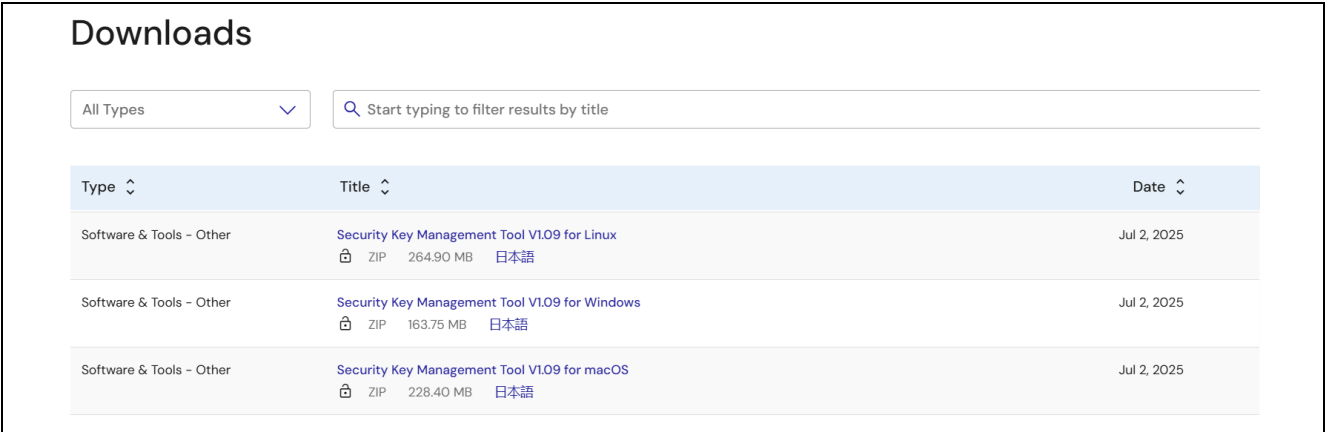 Downloads
All Types
Start typing to filter results by title
Type Title Date
Software & Tools - Other Security Key Management Tool V1.09 for Linux Jul 2, 2025
ZIP 264.90 MB 日本語
Software & Tools - Other Security Key Management Tool V1.09 for Windows Jul 2, 2025
ZIP 163.75 MB 日本語
Software & Tools - Other Security Key Management Tool V1.09 for macOS Jul 2, 2025
ZIP 228.40 MB 日本語